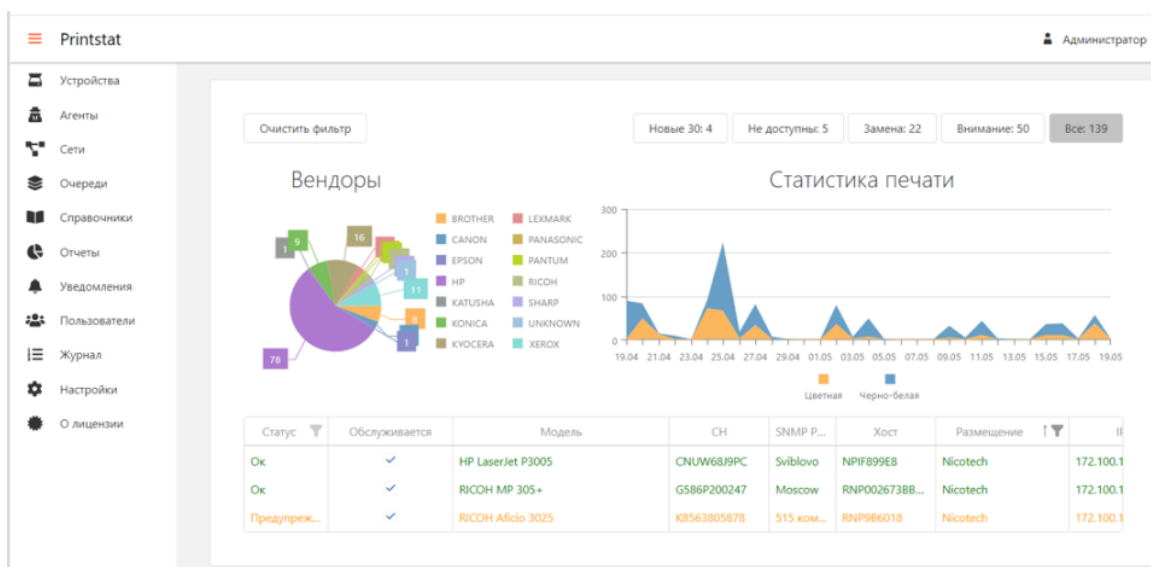 Printstat
Администратор
Устройства
Агенты
Сети
Очереди
Справочники
Отчеты
Уведомления
Пользователи
Журнал
Настройки
О лицензии
Очистить фильтр
Новые 30: 4
Не доступны: 5
Замена: 22
Внимание: 50
Все: 139
Вендоры
1
9
16
1
11
8
1
78
BROTHER
CANON
EPSON
HP
KATUSHA
KONICA
KYOCERA
LEXMARK
PANASONIC
PANTUM
RICOH
SHARP
UNKNOWN
XEROX
Статистика печати
300
200
100
0
19.04 21.04 23.04 25.04 27.04 29.04 01.05 03.05 05.05 07.05 09.05 11.05 13.05 15.05 17.05 19.05
Цветная Черно-белая
Статус Обслуживается Модель СН SNMP P... Хост Размещение IP
Ок HP LaserJet P3005 CNUW68J9PC Sviblovo NPIF899E8 Nicotech 172.100.1
Ок RICOH MP 305+ G586P200247 Moscow RNP002673BB... Nicotech 172.100.1
Предупреж... RICOH Aficio 3025 K8563805878 515 ком... RNP9B6018 Nicotech 172.100.1